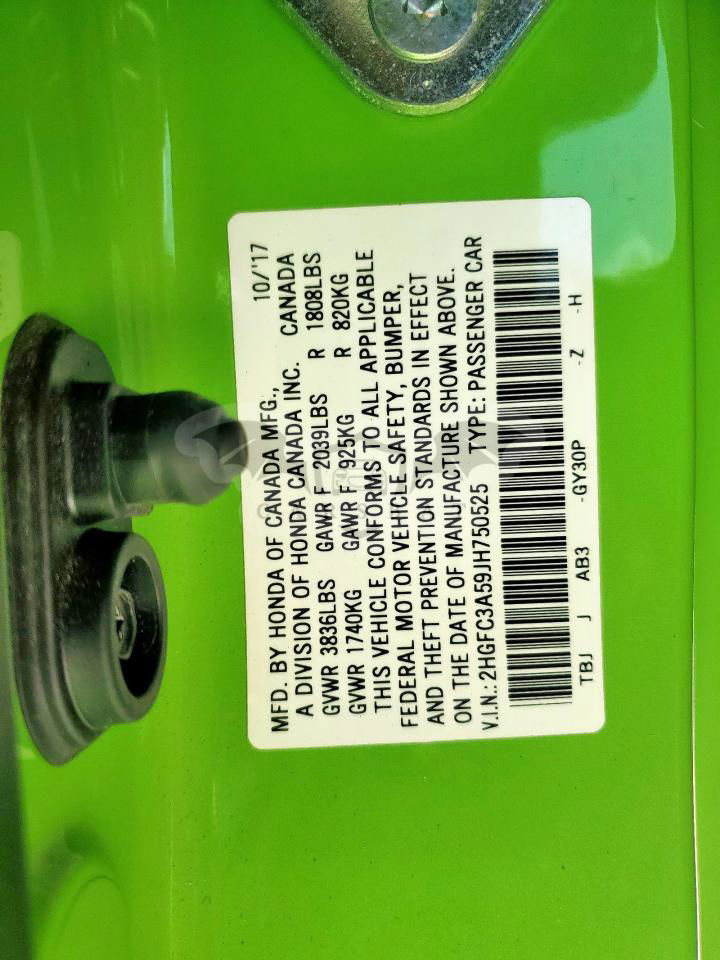 10/'17
MFD. BY HONDA OF CANADA MFG.,
A DIVISION OF HONDA CANADA INC. CANADA
GVWR 3836LBS GAWR F 2039LBS R 1808LBS
GVWR 1740KG GAWR F 925KG R 820KG
THIS VEHICLE CONFORMS TO ALL APPLICABLE
FEDERAL MOTOR VEHICLE SAFETY, BUMPER,
AND THEFT PREVENTION STANDARDS IN EFFECT
ON THE DATE OF MANUFACTURE SHOWN ABOVE.
V.I.N.: 2HGFC3A59JH750525 TYPE: PASSENGER CAR
TBJ J AB3 -GY30P -Z -H